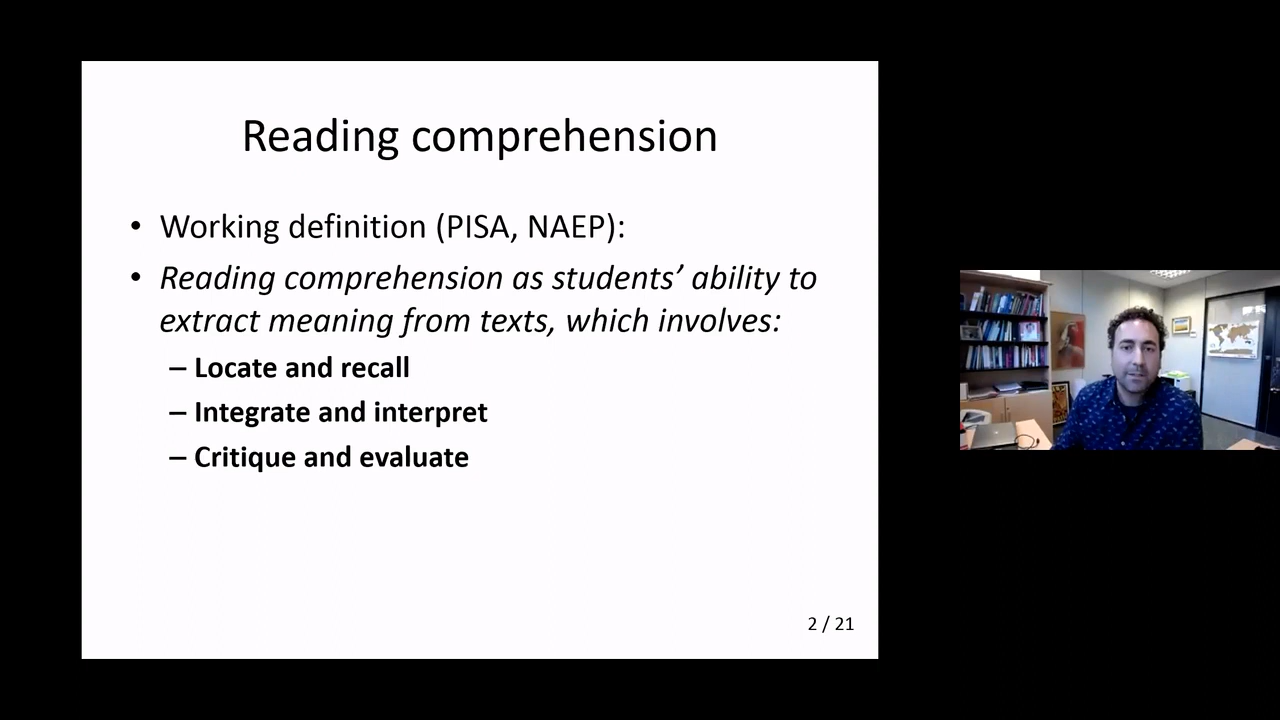 Reading comprehension
• Working definition (PISA, NAEP):
• Reading comprehension as students’ ability to
extract meaning from texts, which involves:
– Locate and recall
– Integrate and interpret
– Critique and evaluate
2 / 21